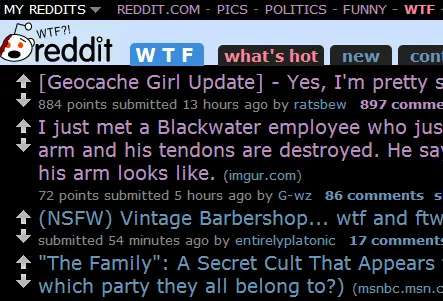 MY REDDITS REDDIT.COM - PICS - POLITICS - FUNNY - WTF -
WTF?!
reddit WTF what's hot new cont
[Geocache Girl Update] - Yes, I'm pretty s
884 points submitted 13 hours ago by ratsbew 897 comme
I just met a Blackwater employee who jus
arm and his tendons are destroyed. He sa
his arm looks like. (imgur.com)
72 points submitted 5 hours ago by G-wz 86 comments s
(NSFW) Vintage Barbershop... wtf and ftw
submitted 54 minutes ago by entirelyplatonic 17 comments
"The Family": A Secret Cult That Appears
which party they all belong to?) (msnbc.msn.c